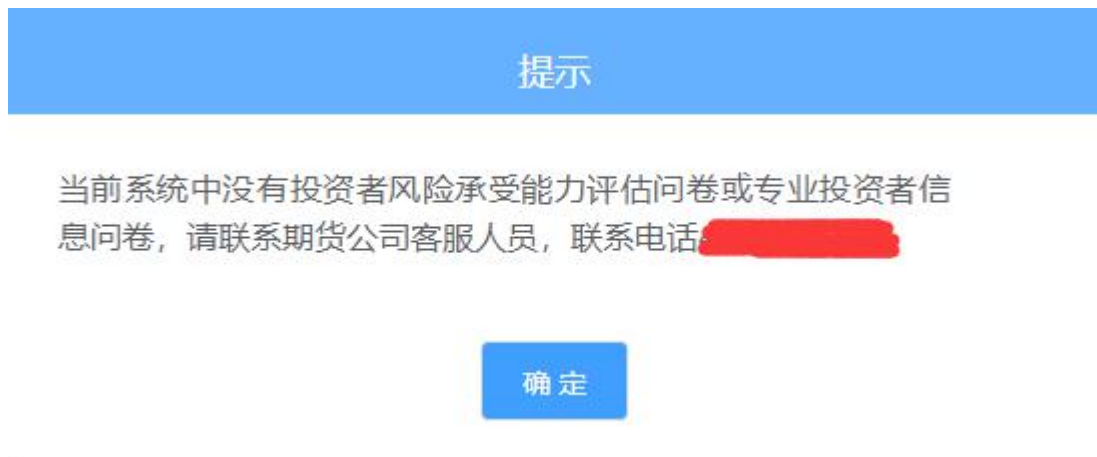 提示
当前系统中没有投资者风险承受能力评估问卷或专业投资者信
息问卷，请联系期货公司客服人员，联系电话
确定